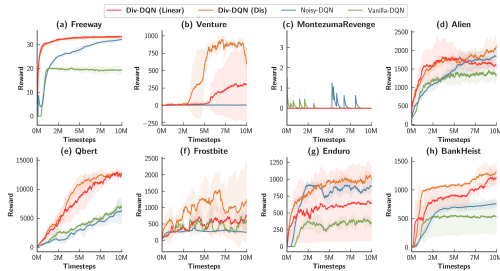 Div-DQN (Linear) Div-DQN (Dis) Noisy-DQN Vanilla-DQN
(a) Freeway (b) Venture (c) MontezumaRevenge (d) Alien
Reward
30
20
10
0
0M 2M 5M 7M 10M
Timesteps
Reward
1000
750
500
250
0
−200
0M 2M 5M 7M 10M
Timesteps
Reward
3
2
1
0
0M 2M 5M 7M 10M
Timesteps
Reward
2500
2000
1500
1000
500
0
0M 2M 5M 7M 10M
Timesteps
(e) Qbert (f) Frostbite (g) Enduro (h) BankHeist
Reward
15000
10000
5000
0
0M 2M 5M 7M 10M
Timesteps
Reward
2000
1000
0
0M 2M 5M 7M 10M
Timesteps
Reward
1250
1000
750
500
250
0
0M 2M 5M 7M 10M
Timesteps
Reward
1500
1000
500
0
0M 2M 5M 7M 10M
Timesteps